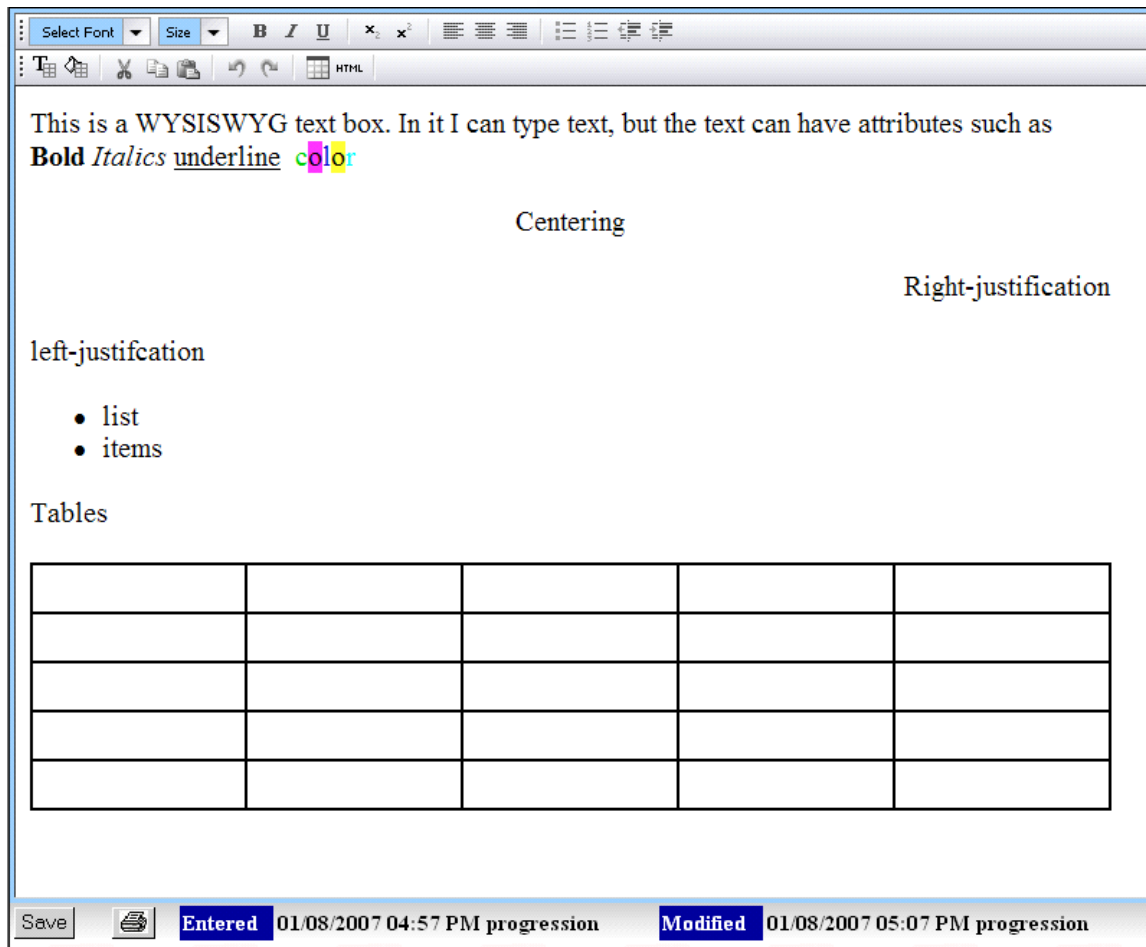 Select Font Size B I U x₂ x²
T HTML
This is a WYSISWYG text box. In it I can type text, but the text can have attributes such as
Bold Italics underline color
Centering
Right-justification
left-justifcation
• list
• items
Tables
Save Entered 01/08/2007 04:57 PM progression Modified 01/08/2007 05:07 PM progression